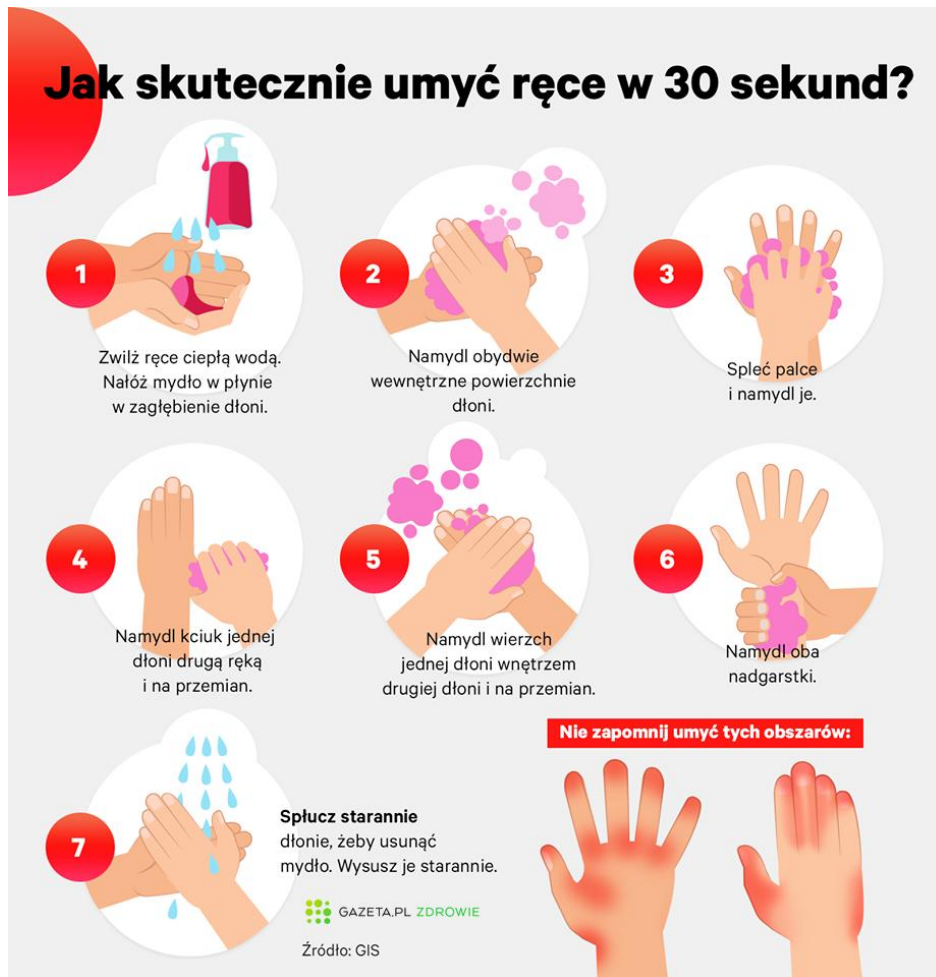 Jak skutecznie umyć ręce w 30 sekund?
1
Zwilż ręce ciepłą wodą.
Nałóż mydło w płynie
w zagłębienie dłoni.
2
Namydl obydwie
wewnętrzne powierzchnie
dłoni.
3
Spleć palce
i namydl je.
4
Namydl kciuk jednej
dłoni drugą ręką
i na przemian.
5
Namydl wierzch
jednej dłoni wnętrzem
drugiej dłoni i na przemian.
6
Namydl oba
nadgarstki.
7
Spłucz starannie
dłonie, żeby usunąć
mydło. Wysusz je starannie.
GAZETA.PL ZDROWIE
Źródło: GIS
Nie zapomnij umyć tych obszarów: